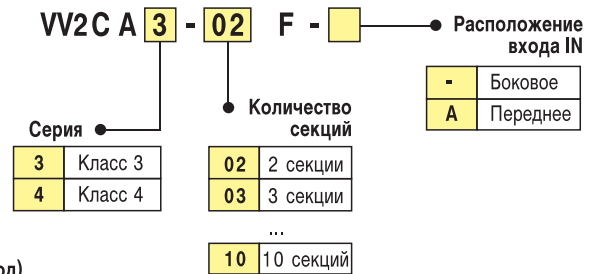 VV2C A 3 - 02 F -
Расположение
входа IN
- Боковое
A Переднее
Количество
секций
02 2 секции
03 3 секции
...
10 10 секций
Серия
3 Класс 3
4 Класс 4